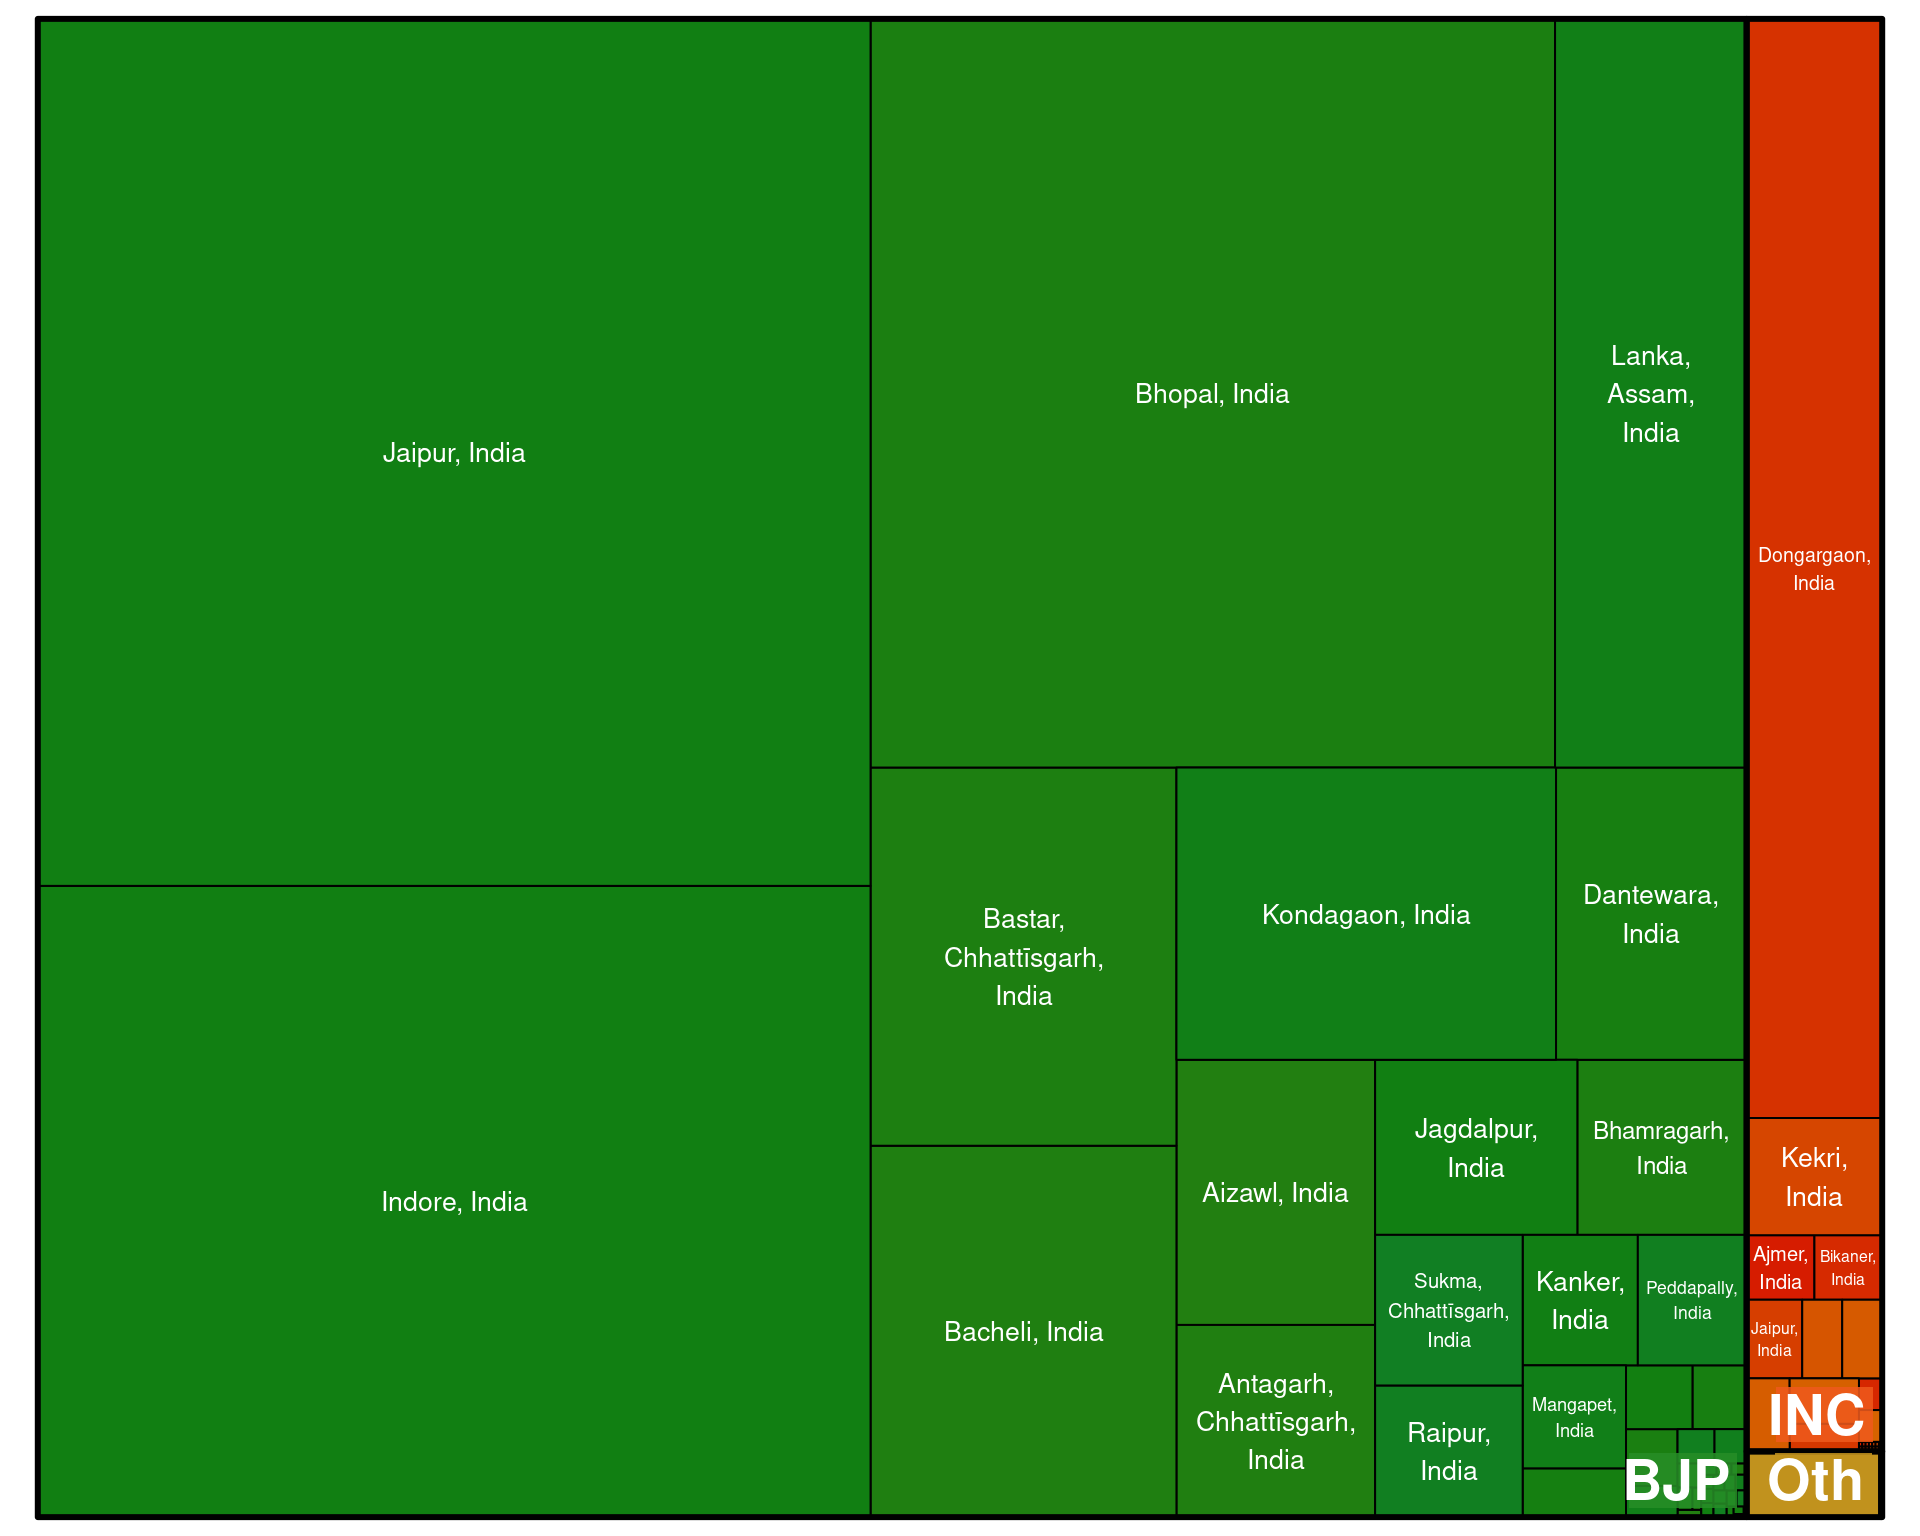 Jaipur, India
Indore, India
Bhopal, India
Lanka,
Assam,
India
Bastar,
Chhattīsgarh,
India
Kondagaon, India
Dantewara,
India
Bacheli, India
Aizawl, India
Jagdalpur,
India
Bhamragarh,
India
Antagarh,
Chhattīsgarh,
India
Sukma,
Chhattīsgarh,
India
Kanker,
India
Peddapally,
India
Raipur,
India
Mangapet,
India
BJP
Dongargaon,
India
Kekri,
India
Ajmer,
India
Bikaner,
India
Jaipur,
India
INC
Oth